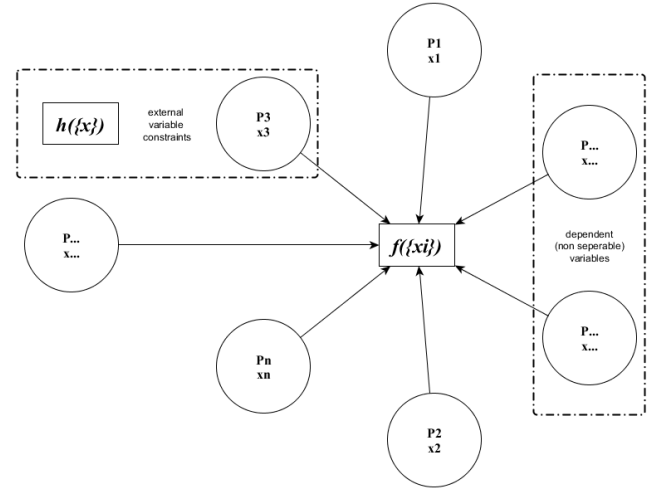 P1
x1
h({x})
external
variable
constraints
P3
x3
P...
x...
P...
x...
f({xi})
dependent
(non seperable)
variables
P...
x...
Pn
xn
P2
x2